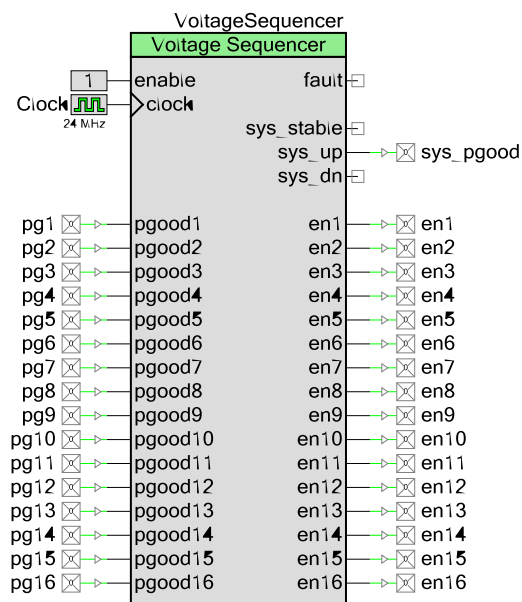 VoltageSequencer
Voltage Sequencer
1 enable fault
Clock clock
24 MHz
sys_stable
sys_up sys_pgood
sys_dn
pg1 pgood1 en1 en1
pg2 pgood2 en2 en2
pg3 pgood3 en3 en3
pg4 pgood4 en4 en4
pg5 pgood5 en5 en5
pg6 pgood6 en6 en6
pg7 pgood7 en7 en7
pg8 pgood8 en8 en8
pg9 pgood9 en9 en9
pg10 pgood10 en10 en10
pg11 pgood11 en11 en11
pg12 pgood12 en12 en12
pg13 pgood13 en13 en13
pg14 pgood14 en14 en14
pg15 pgood15 en15 en15
pg16 pgood16 en16 en16